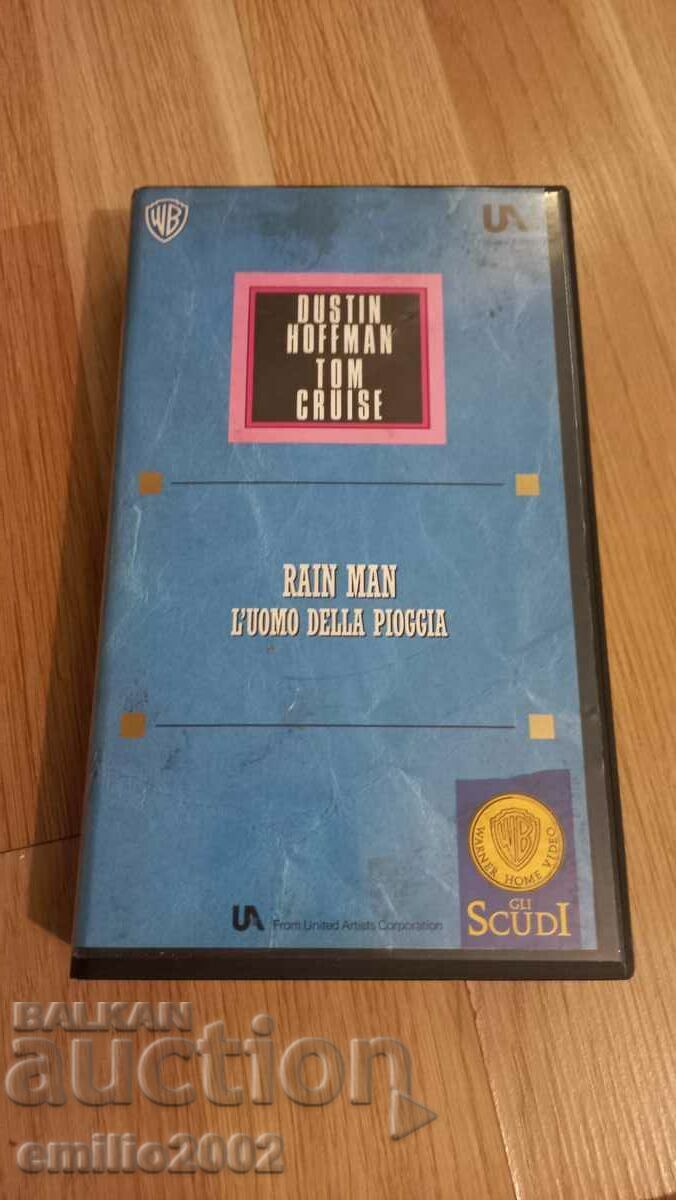 WB
UA
DUSTIN
HOFFMAN
TOM
CRUISE
RAIN MAN
L'UOMO DELLA PIOGGIA
WB
WARNER HOME VIDEO
GLI
SCUDI
UA From United Artists Corporation
BALKAN
auction
emilio2002